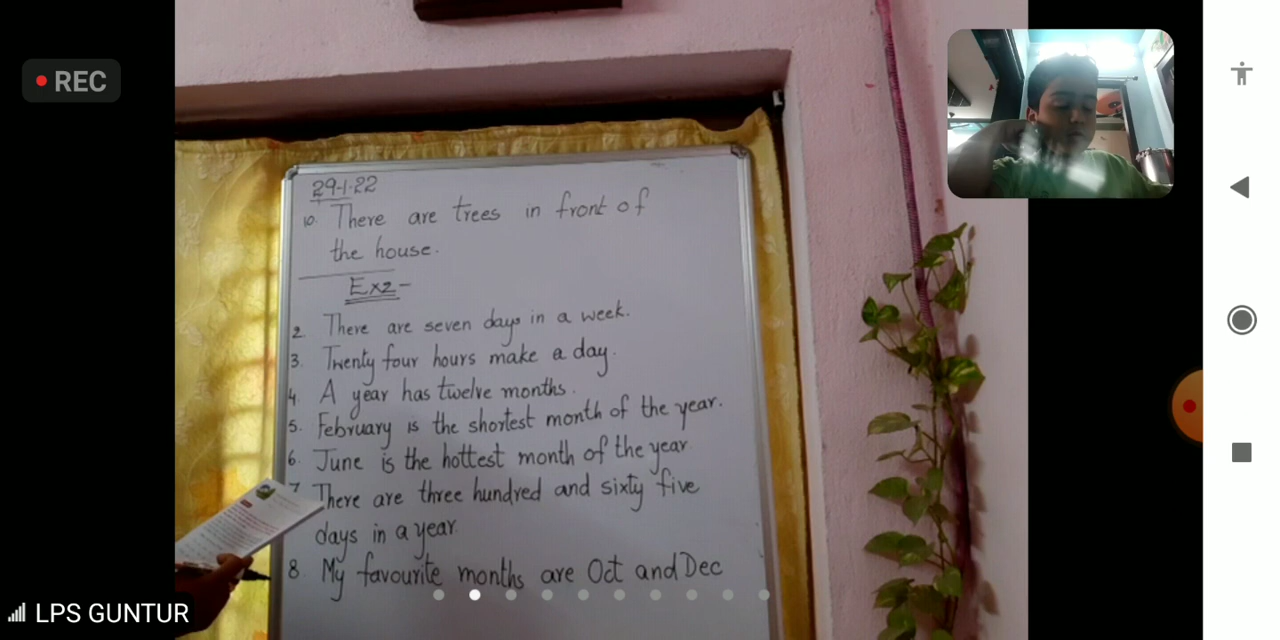 REC
29-1-22
10. There are trees in front of
the house.
Ex2-
2. There are seven days in a week.
3. Twenty four hours make a day.
4. A year has twelve months.
5. February is the shortest month of the year.
6. June is the hottest month of the year.
7 There are three hundred and sixty five
days in a year.
8. My favourite months are Oct and Dec
LPS GUNTUR